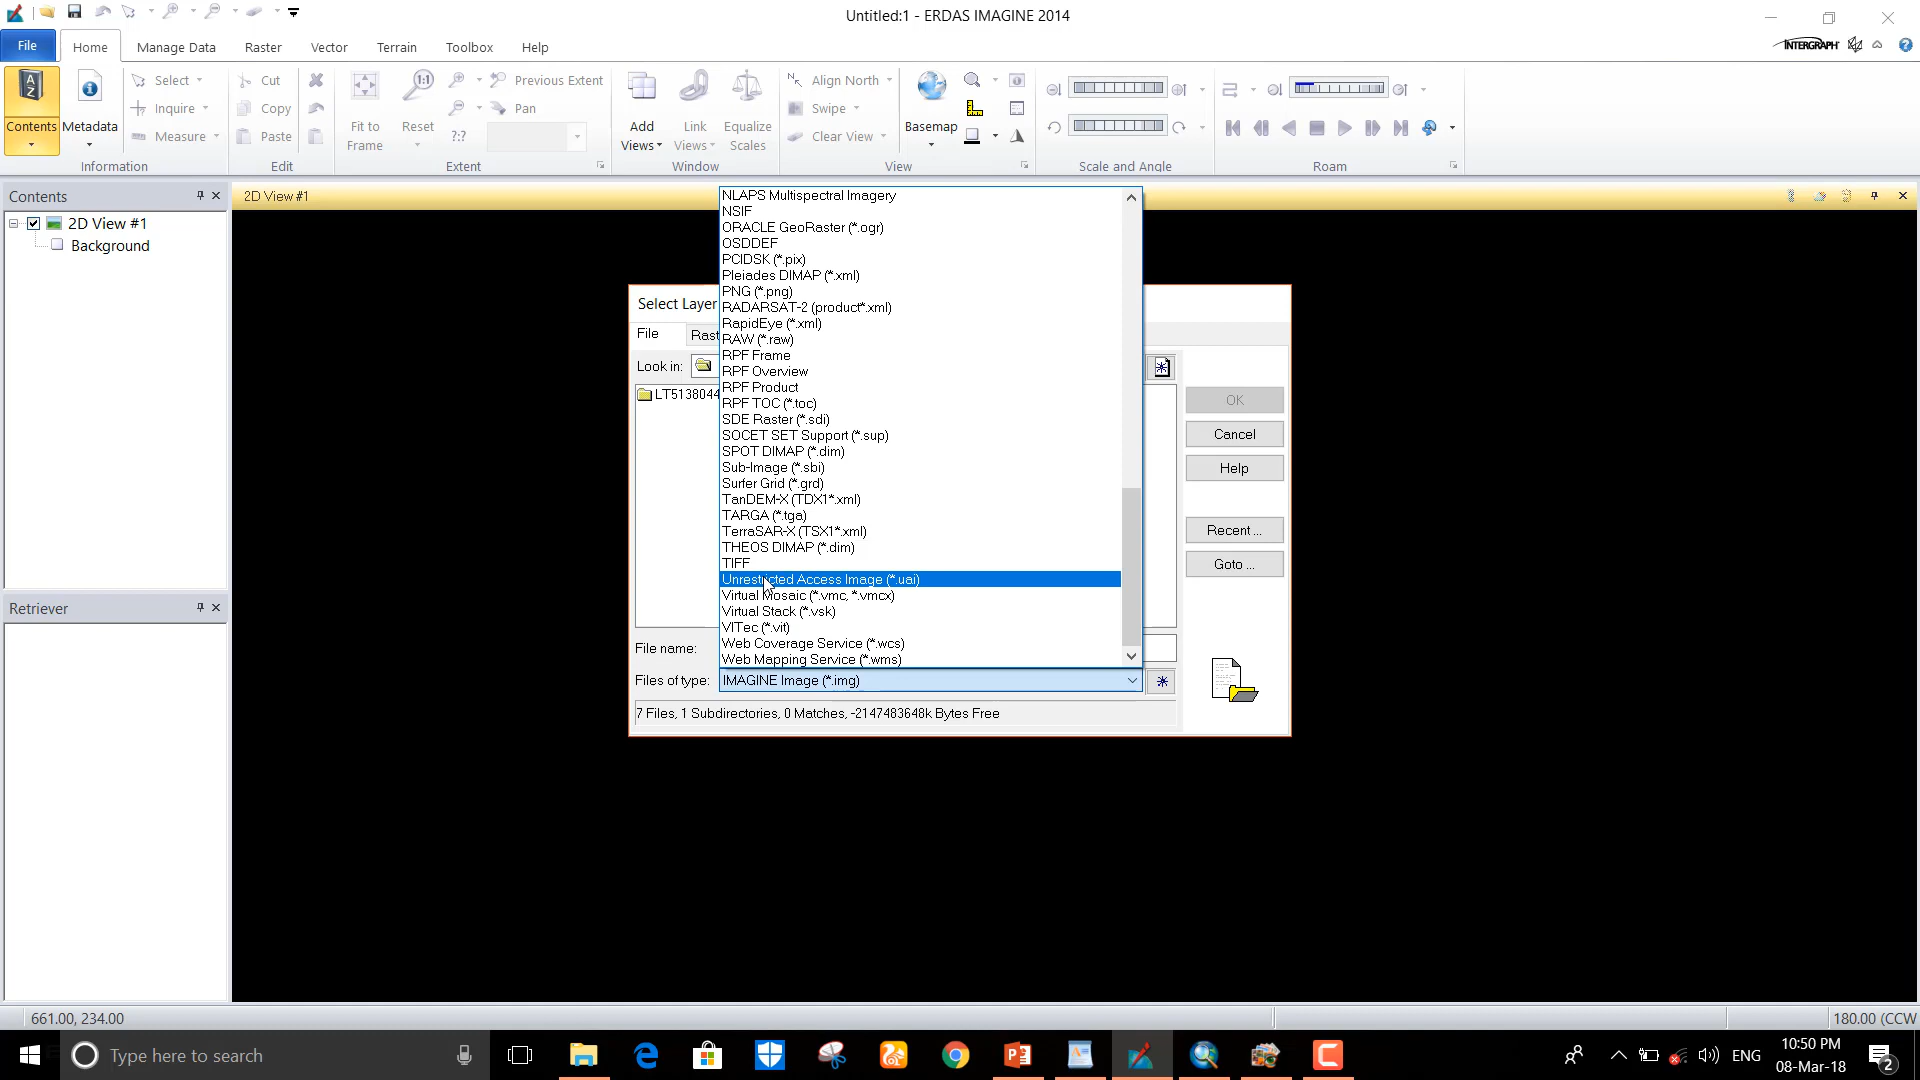 Untitled:1 - ERDAS IMAGINE 2014
File Home Manage Data Raster Vector Terrain Toolbox Help
INTERGRAPH
Contents
Metadata
Select
Inquire
Measure
Information
Cut
Copy
Paste
Edit
Fit to
Frame
Reset
Previous Extent
Pan
?:?
Extent
Add
Views
Link
Views
Equalize
Scales
Window
Align North
Swipe
Clear View
Basemap
View
Scale and Angle
Roam
Contents
2D View #1
Background
Retriever
2D View #1
Select Layer
File
Rast
Look in:
LT5138044
NLAPS Multispectral Imagery
NSIF
ORACLE GeoRaster (*.ogr)
OSDDEF
PCIDSK (*.pix)
Pleiades DIMAP (*.xml)
PNG (*.png)
RADARSAT-2 (product*.xml)
RapidEye (*.xml)
RAW (*.raw)
RPF Frame
RPF Overview
RPF Product
RPF TOC (*.toc)
SDE Raster (*.sdi)
SOCET SET Support (*.sup)
SPOT DIMAP (*.dim)
Sub-Image (*.sbi)
Surfer Grid (*.grd)
TanDEM-X (TDX1*.xml)
TARGA (*.tga)
TerraSAR-X (TSX1*.xml)
THEOS DIMAP (*.dim)
TIFF
Unrestricted Access Image (*.uai)
Virtual Mosaic (*.vmc, *.vmcx)
Virtual Stack (*.vsk)
VITec (*.vit)
Web Coverage Service (*.wcs)
Web Mapping Service (*.wms)
OK
Cancel
Help
Recent ...
Goto ...
File name:
Files of type: IMAGINE Image (*.img)
7 Files, 1 Subdirectories, 0 Matches, -2147483648k Bytes Free
661.00, 234.00
180.00 (CCW
Type here to search
ENG
10:50 PM
08-Mar-18
2